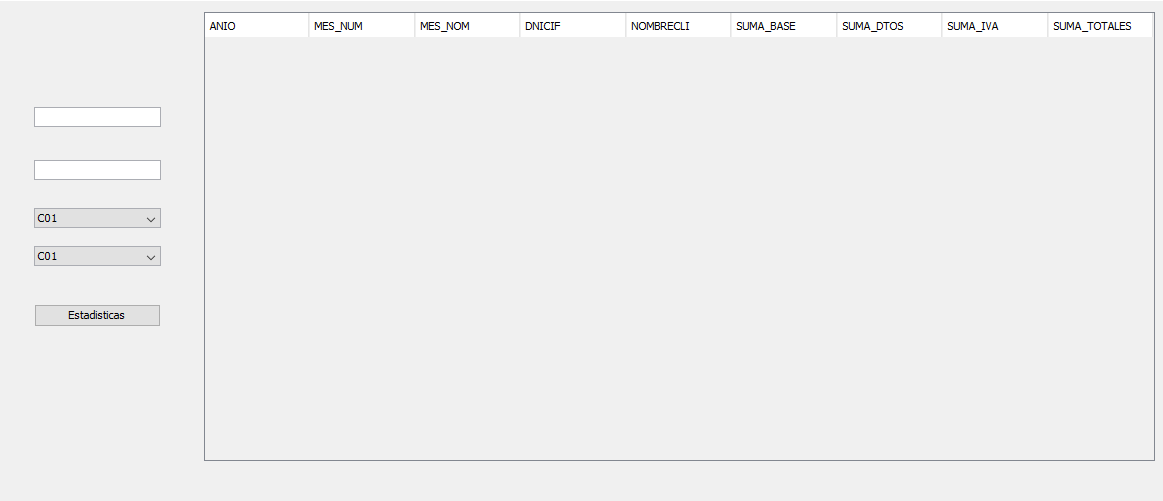 ANIO MES_NUM MES_NOM DNICIF NOMBRECLI SUMA_BASE SUMA_DTOS SUMA_IVA SUMA_TOTALES
C01
C01
Estadisticas